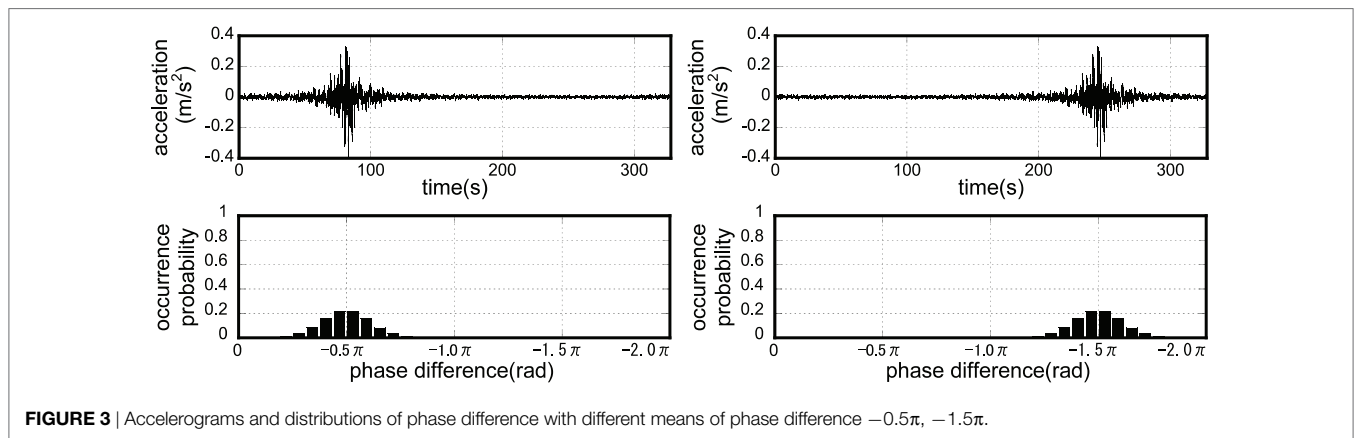 0.4
0.2
0
-0.2
-0.4
acceleration
(m/s²)
0 100 200 300
time(s)
0.4
0.2
0
-0.2
-0.4
acceleration
(m/s²)
0 100 200 300
time(s)
1
0.8
0.6
0.4
0.2
0
occurrence
probability
0 −0.5π −1.0π −1.5π −2.0π
phase difference(rad)
1
0.8
0.6
0.4
0.2
0
occurrence
probability
0 −0.5π −1.0π −1.5π −2.0π
phase difference(rad)
FIGURE 3 | Accelerograms and distributions of phase difference with different means of phase difference −0.5π, −1.5π.